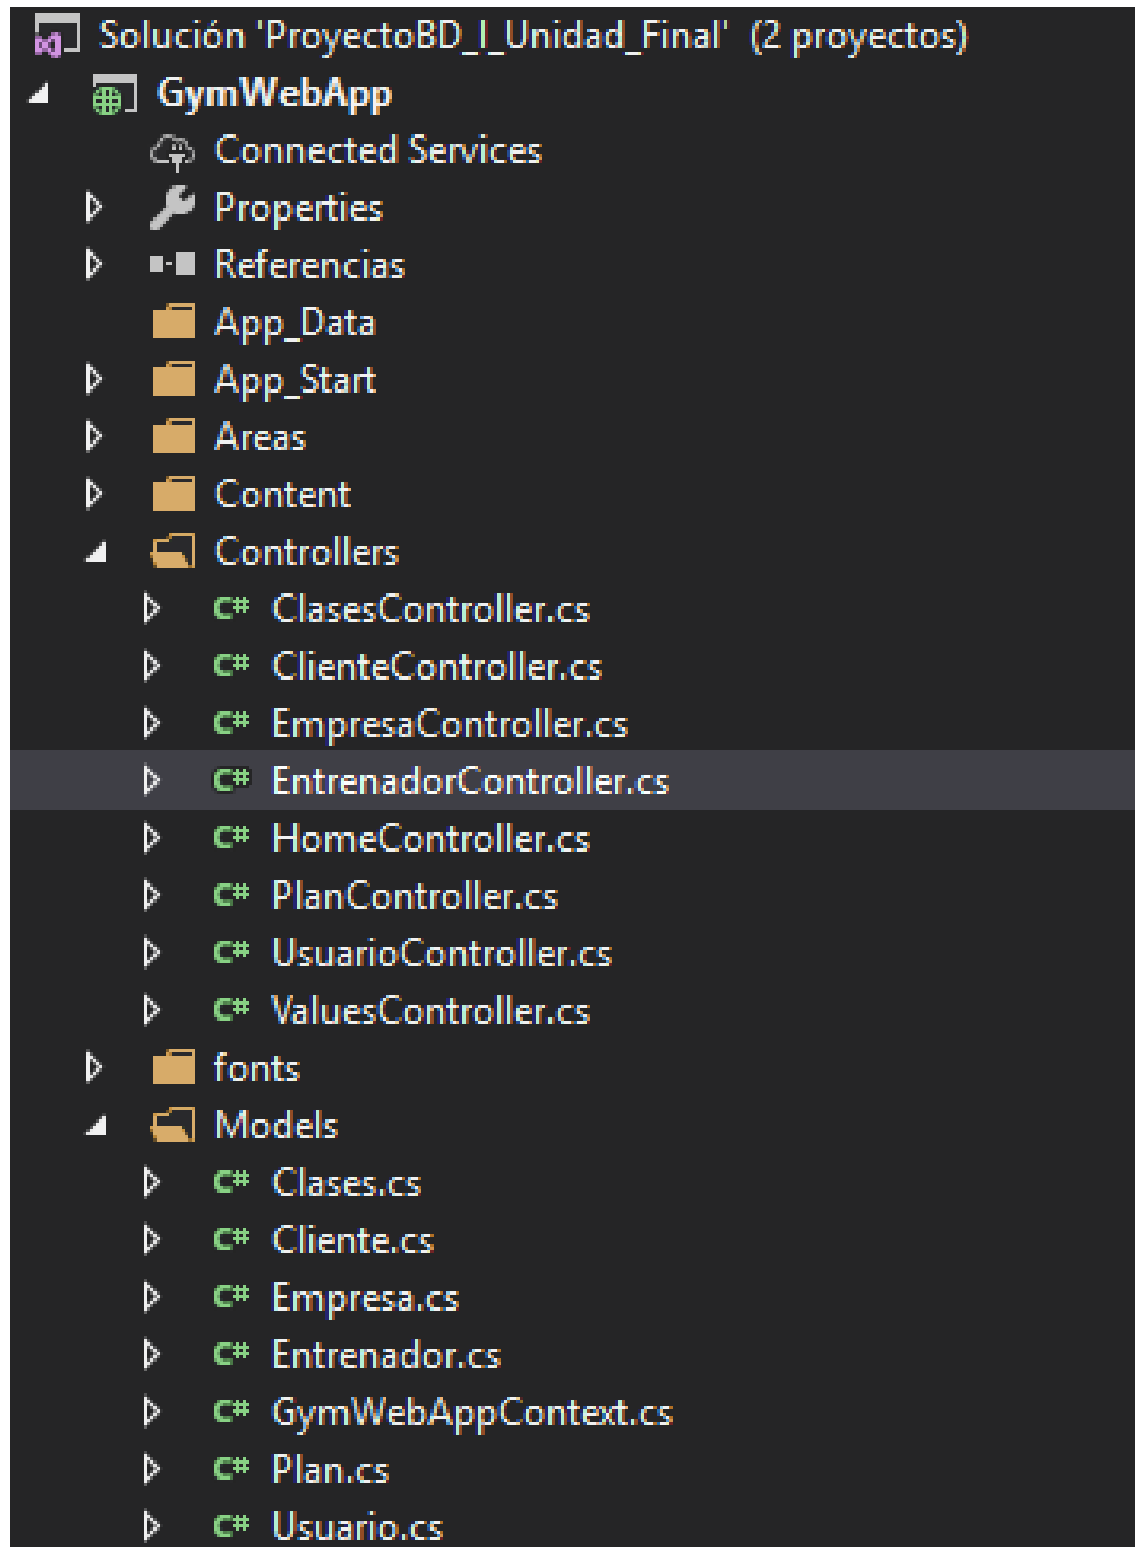 Solución 'ProyectoBD_I_Unidad_Final' (2 proyectos)
GymWebApp
Connected Services
Properties
Referencias
App_Data
App_Start
Areas
Content
Controllers
C# ClasesController.cs
C# ClienteController.cs
C# EmpresaController.cs
C# EntrenadorController.cs
C# HomeController.cs
C# PlanController.cs
C# UsuarioController.cs
C# ValuesController.cs
fonts
Models
C# Clases.cs
C# Cliente.cs
C# Empresa.cs
C# Entrenador.cs
C# GymWebAppContext.cs
C# Plan.cs
C# Usuario.cs